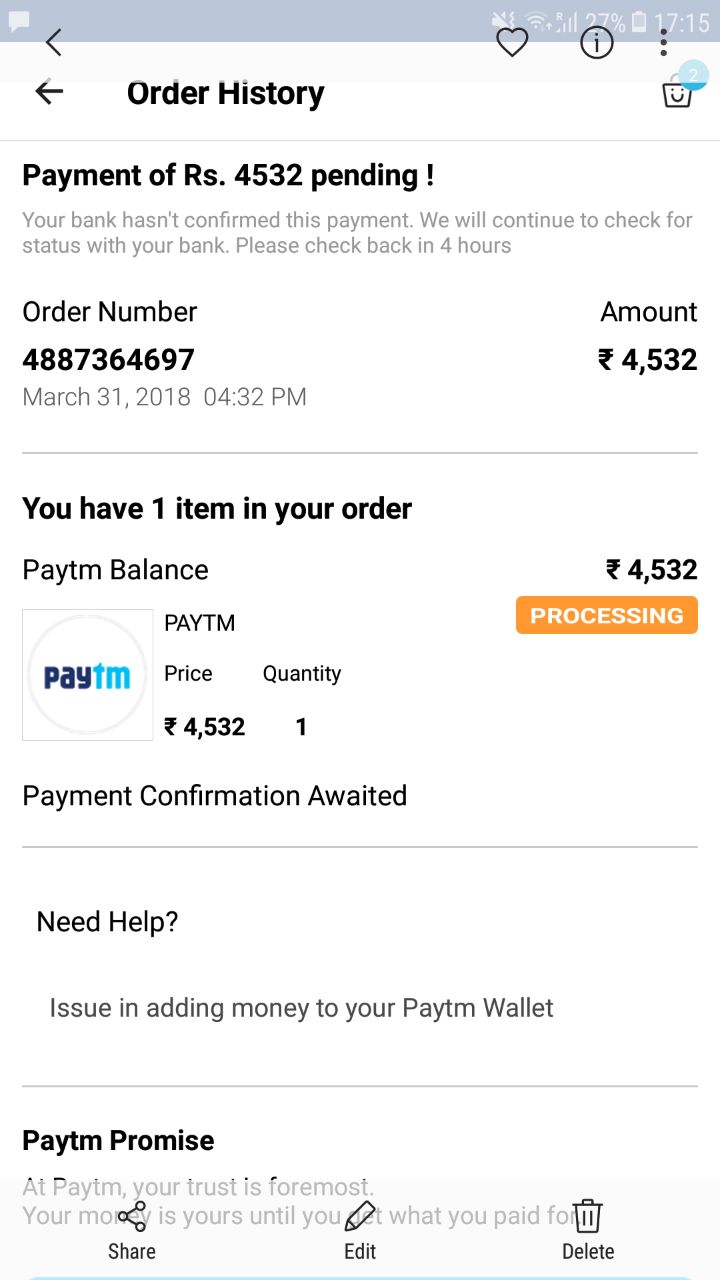 27% 17:15
Order History
2
Payment of Rs. 4532 pending !
Your bank hasn't confirmed this payment. We will continue to check for
status with your bank. Please check back in 4 hours
Order Number Amount
4887364697 ₹ 4,532
March 31, 2018 04:32 PM
You have 1 item in your order
Paytm Balance ₹ 4,532
PROCESSING
paytm
PAYTM
Price Quantity
₹ 4,532 1
Payment Confirmation Awaited
Need Help?
Issue in adding money to your Paytm Wallet
Paytm Promise
At Paytm, your trust is foremost.
Your money is yours until you get what you paid for
Share Edit Delete